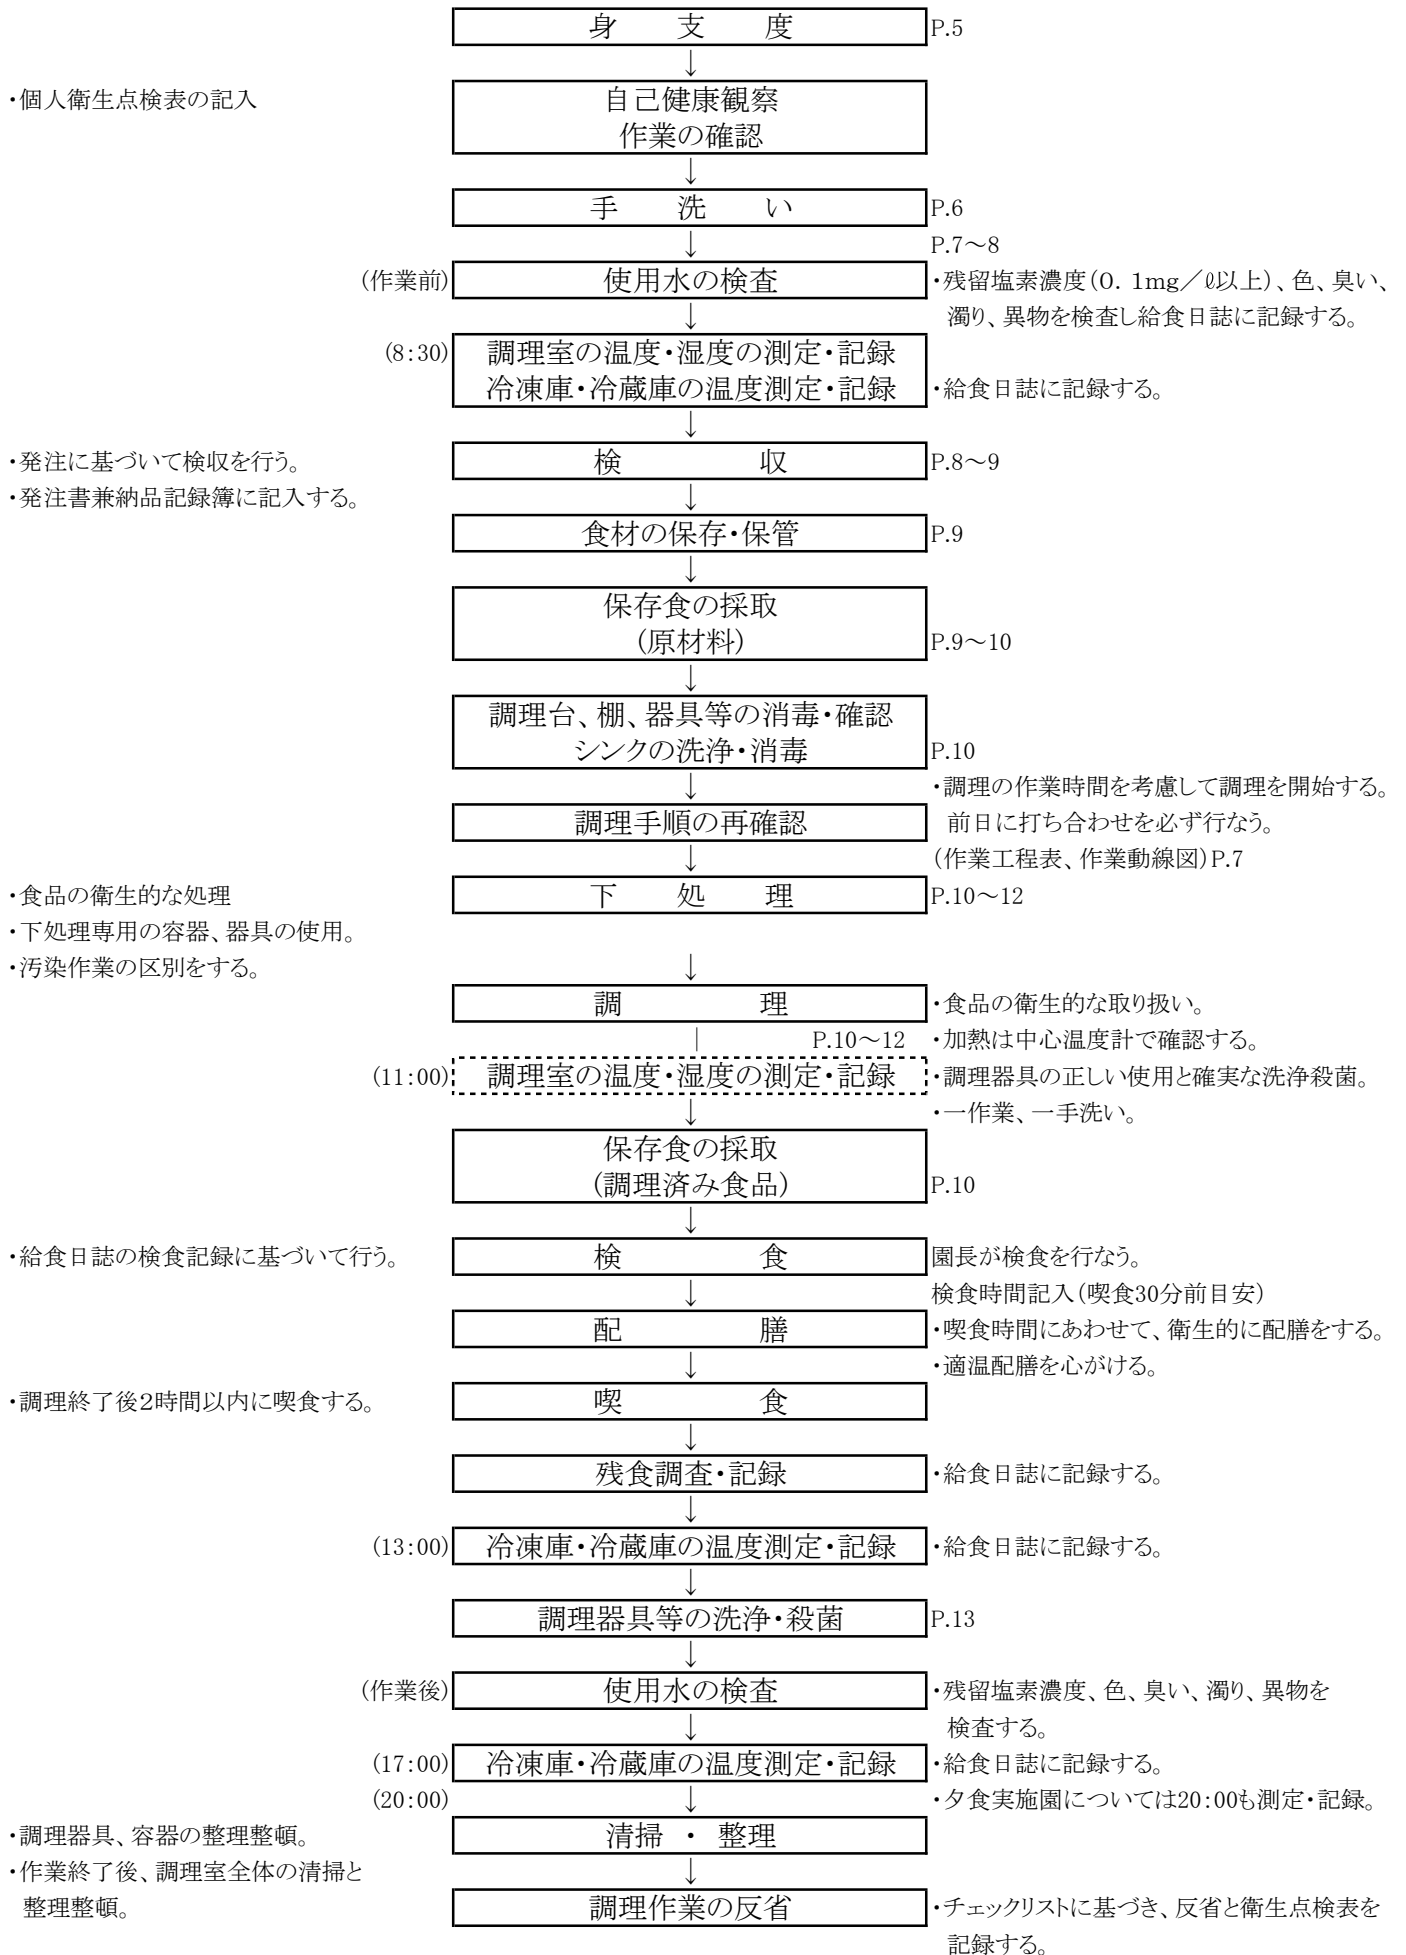 身　支　度
P.5
↓
・個人衛生点検表の記入
自己健康観察
作業の確認
↓
手　洗　い
P.6
↓
P.7～8
(作業前)
使用水の検査
・残留塩素濃度(0．1mg／ℓ以上)、色、臭い、
濁り、異物を検査し給食日誌に記録する。
↓
(8:30)
調理室の温度・湿度の測定・記録
冷凍庫・冷蔵庫の温度測定・記録
・給食日誌に記録する。
↓
・発注に基づいて検収を行う。
・発注書兼納品記録簿に記入する。
検　収
P.8～9
↓
食材の保存・保管
P.9
↓
保存食の採取
(原材料)
P.9～10
↓
調理台、棚、器具等の消毒・確認
シンクの洗浄・消毒
P.10
↓
・調理の作業時間を考慮して調理を開始する。
前日に打ち合わせを必ず行なう。
(作業工程表、作業動線図)P.7
調理手順の再確認
↓
・食品の衛生的な処理
・下処理専用の容器、器具の使用。
・汚染作業の区別をする。
下　処　理
P.10～12
↓
調　理
・食品の衛生的な取り扱い。
P.10～12
・加熱は中心温度計で確認する。
(11:00)
調理室の温度・湿度の測定・記録
・調理器具の正しい使用と確実な洗浄殺菌。
・一作業、一手洗い。
↓
保存食の採取
(調理済み食品)
P.10
↓
・給食日誌の検食記録に基づいて行う。
検　食
園長が検食を行なう。
検食時間記入(喫食30分前目安)
↓
配　膳
・喫食時間にあわせて、衛生的に配膳をする。
・適温配膳を心がける。
↓
・調理終了後2時間以内に喫食する。
喫　食
↓
残食調査・記録
・給食日誌に記録する。
↓
(13:00)
冷凍庫・冷蔵庫の温度測定・記録
・給食日誌に記録する。
↓
調理器具等の洗浄・殺菌
P.13
↓
(作業後)
使用水の検査
・残留塩素濃度、色、臭い、濁り、異物を
検査する。
↓
(17:00)
冷凍庫・冷蔵庫の温度測定・記録
・給食日誌に記録する。
(20:00)
↓
・夕食実施園については20:00も測定・記録。
・調理器具、容器の整理整頓。
・作業終了後、調理室全体の清掃と
整理整頓。
清掃 ・ 整理
↓
調理作業の反省
・チェックリストに基づき、反省と衛生点検表を
記録する。